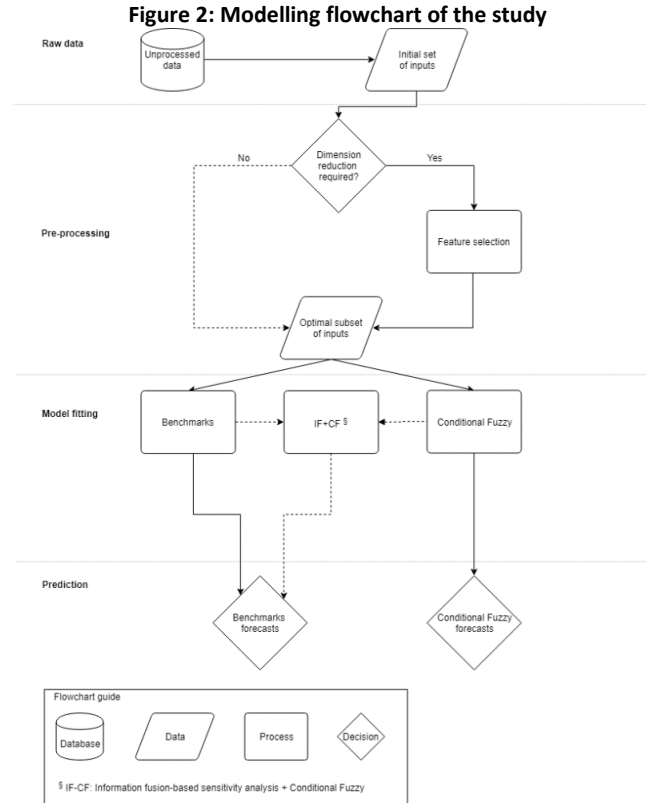 Figure 2: Modelling flowchart of the study
Raw data
Unprocessed
data
Initial set
of inputs
Dimension
reduction
required?
No
Yes
Pre-processing
Feature selection
Optimal subset
of inputs
Model fitting
Benchmarks
IF+CF §
Conditional Fuzzy
Prediction
Benchmarks
forecasts
Conditional Fuzzy
forecasts
Flowchart guide
Database
Data
Process
Decision
§ IF-CF: Information fusion-based sensitivity analysis + Conditional Fuzzy